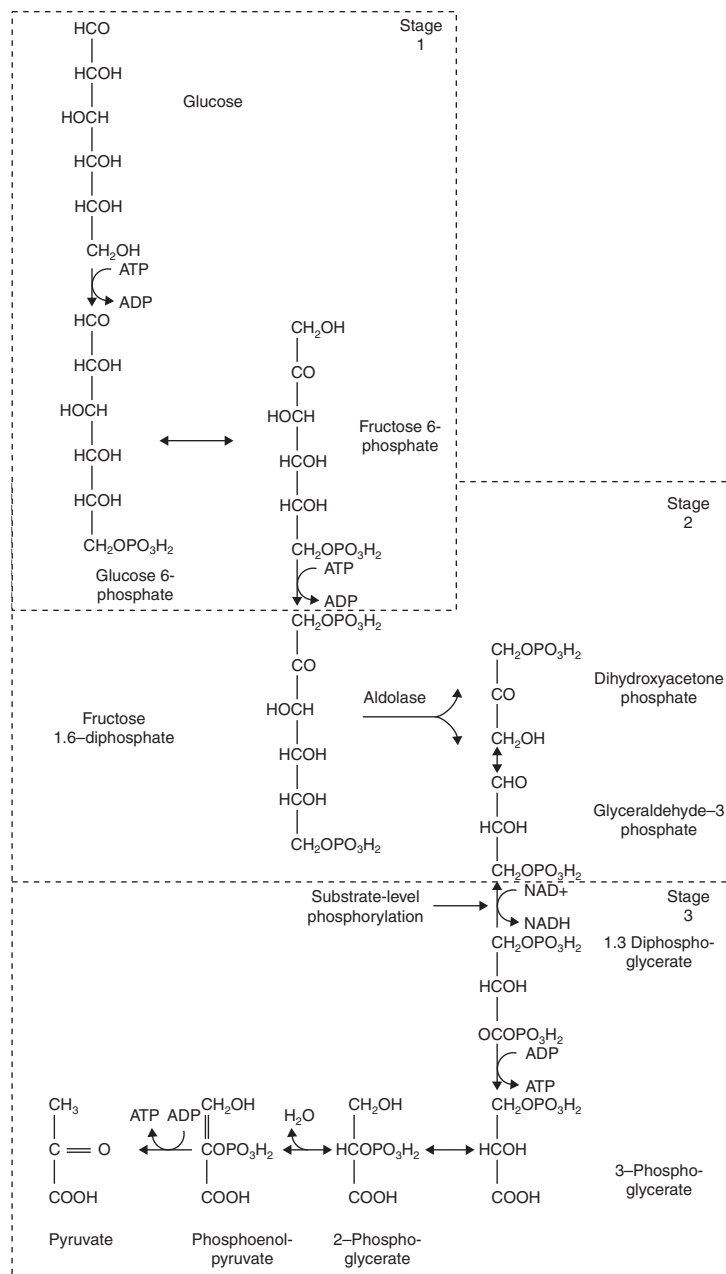 Stage
1
HCO
HCOH
HOCH
HCOH
HCOH
CH₂OH
Glucose
ATP
ADP
HCO
HCOH
HOCH
HCOH
HCOH
CH₂OPO₃H₂
Glucose 6-
phosphate
CH₂OH
CO
HOCH
HCOH
HCOH
CH₂OPO₃H₂
Fructose 6-
phosphate
ATP
ADP
Stage
2
CH₂OPO₃H₂
CO
HOCH
HCOH
HCOH
CH₂OPO₃H₂
Fructose
1.6–diphosphate
Aldolase
CH₂OPO₃H₂
CO
CH₂OH
Dihydroxyacetone
phosphate
CHO
HCOH
CH₂OPO₃H₂
Glyceraldehyde–3
phosphate
Stage
3
Substrate-level
phosphorylation
NAD+
NADH
CH₂OPO₃H₂
HCOH
OCOPO₃H₂
1.3 Diphospho-
glycerate
ADP
ATP
CH₂OPO₃H₂
HCOH
COOH
3–Phospho-
glycerate
CH₂OH
HCOPO₃H₂
COOH
2–Phospho-
glycerate
H₂O
CH₂OH
COPO₃H₂
COOH
Phosphoenol-
pyruvate
ATP
ADP
CH₃
C = O
COOH
Pyruvate